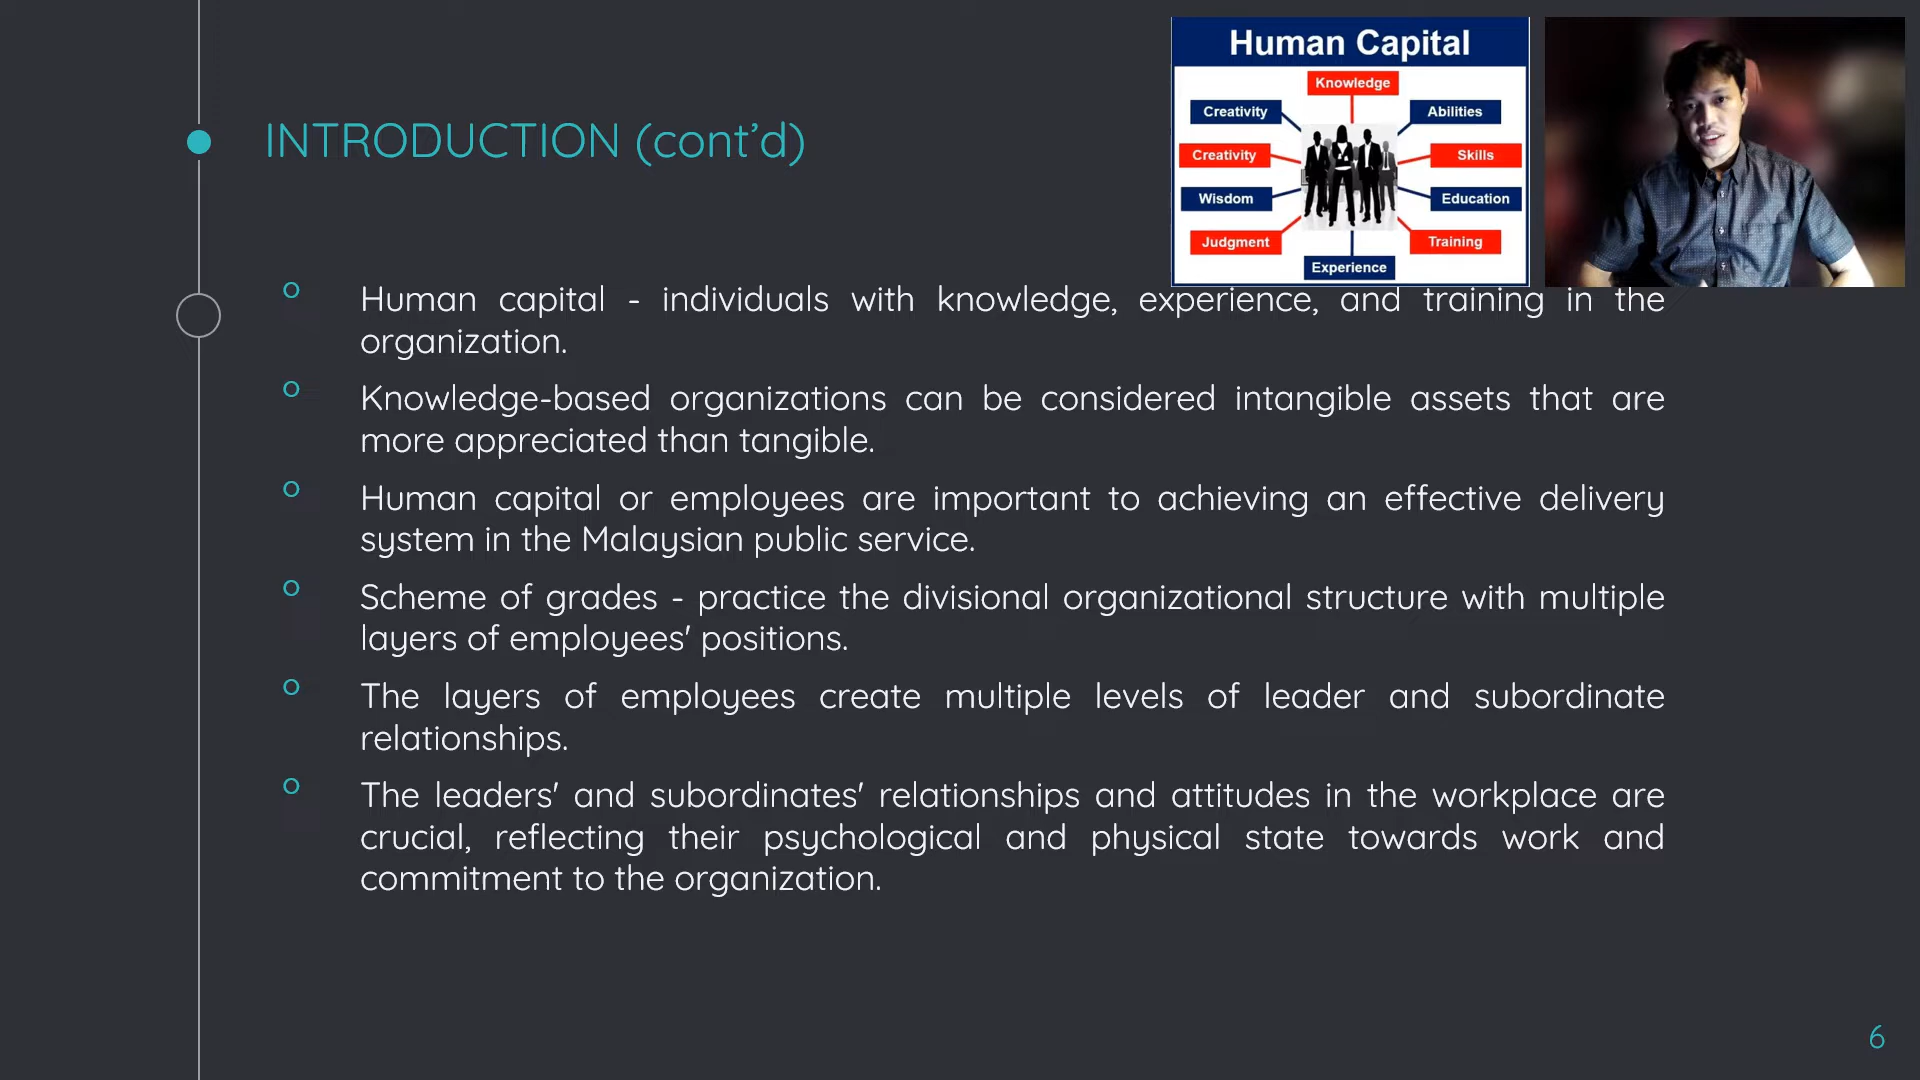 Human Capital
Knowledge
Creativity
Abilities
Creativity
Skills
Wisdom
Education
Judgment
Training
Experience
INTRODUCTION (cont’d)
Human capital - individuals with knowledge, experience, and training in the
organization.
Knowledge-based organizations can be considered intangible assets that are
more appreciated than tangible.
Human capital or employees are important to achieving an effective delivery
system in the Malaysian public service.
Scheme of grades - practice the divisional organizational structure with multiple
layers of employees' positions.
The layers of employees create multiple levels of leader and subordinate
relationships.
The leaders' and subordinates' relationships and attitudes in the workplace are
crucial, reflecting their psychological and physical state towards work and
commitment to the organization.
6